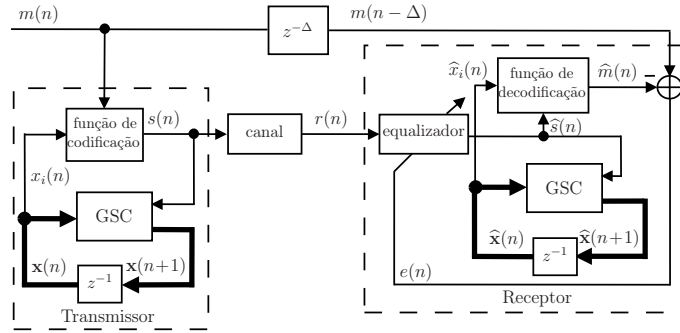 m(n)
z^{-Δ}
m(n − Δ)
x̂_i(n)
função de
decodificação
m̂(n)
−
função de
codificação
s(n)
canal
r(n)
equalizador
ŝ(n)
x_i(n)
GSC
GSC
x(n)
z^{-1}
x(n+1)
x̂(n)
z^{-1}
x̂(n+1)
e(n)
Transmissor
Receptor